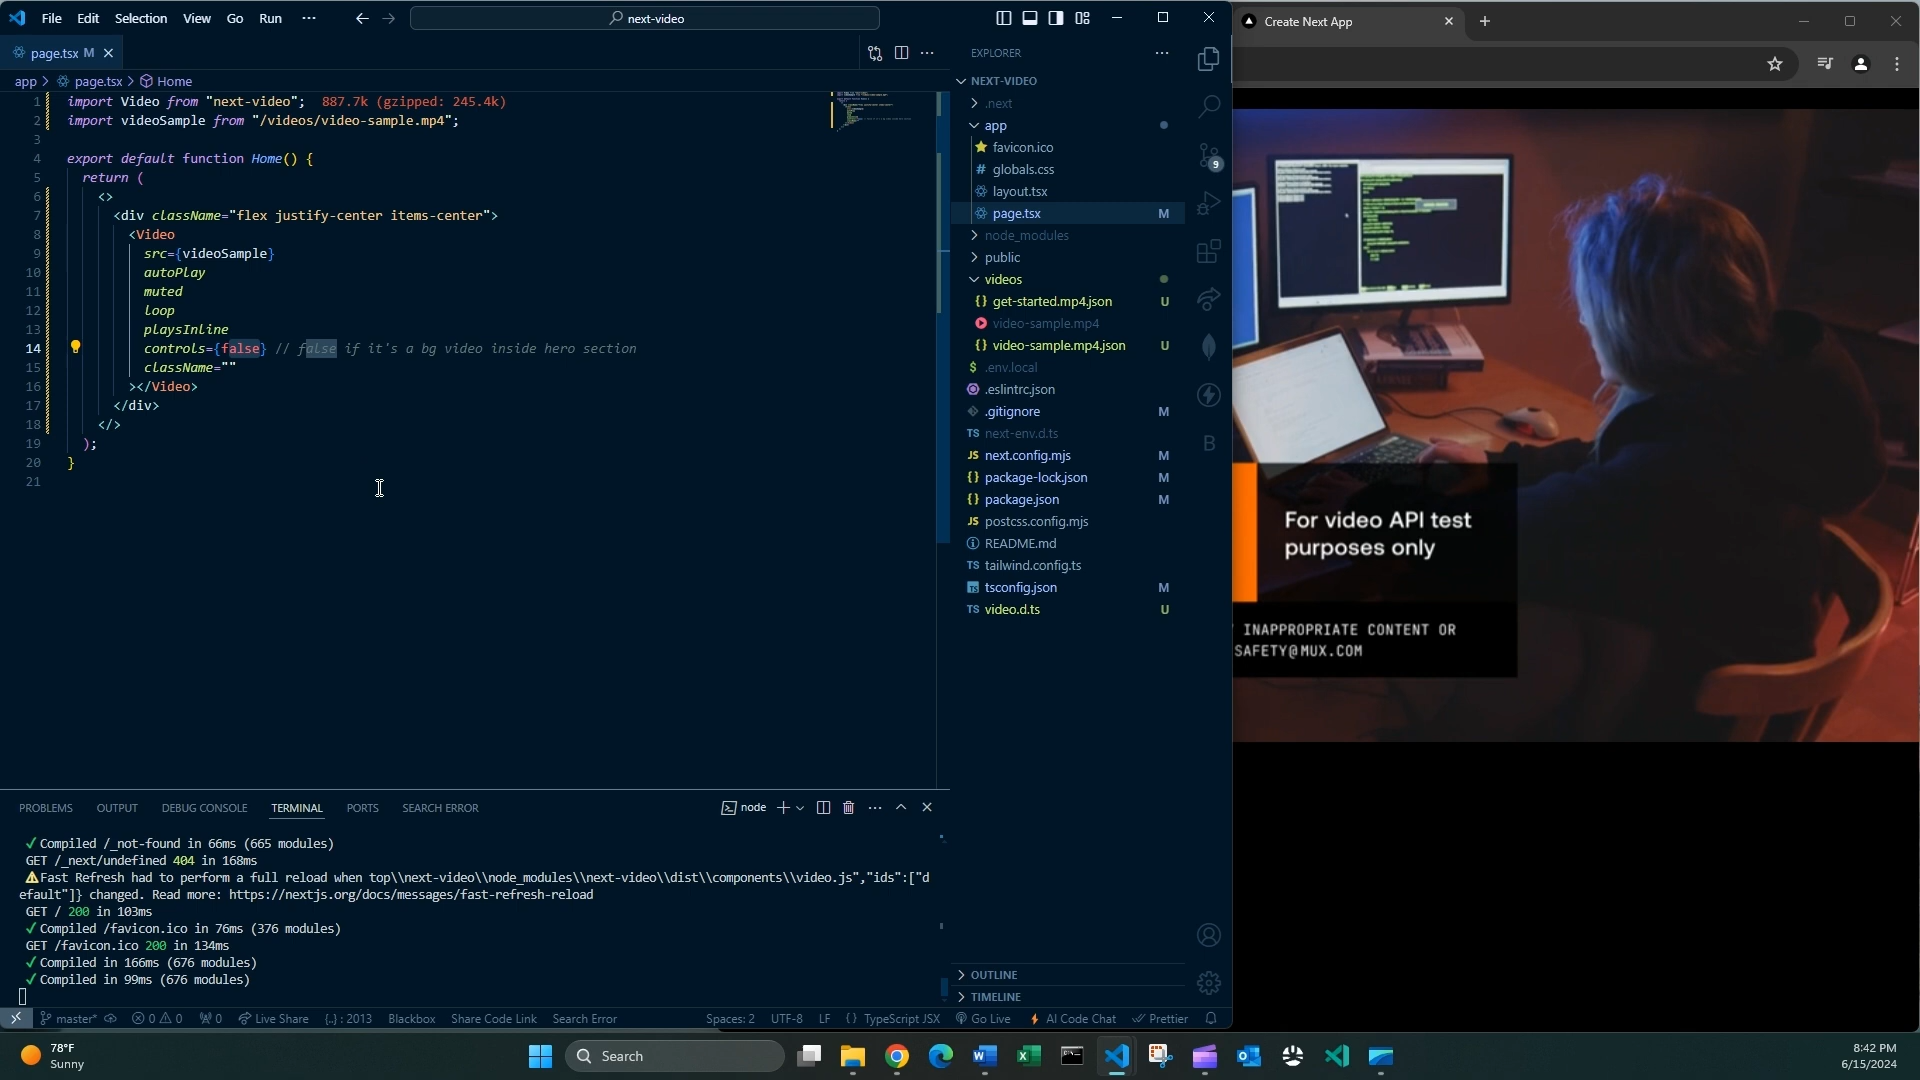 File Edit Selection View Go Run ··· next-video
Create Next App
page.tsx M
EXPLORER
app > page.tsx > Home
NEXT-VIDEO
1 import Video from "next-video"; 887.7k (gzipped: 245.4k)
2 import videoSample from "/videos/video-sample.mp4";
3
4 export default function Home() {
5 return (
6 <>
7 <div className="flex justify-center items-center">
8 <Video
9 src={videoSample}
10 autoPlay
11 muted
12 loop
13 playsInline
14 controls={false} // false if it's a bg video inside hero section
15 className=""
16 ></Video>
17 </div>
18 </>
19 );
20 }
21
.next
app
favicon.ico
# globals.css
layout.tsx
page.tsx M
node_modules
public
videos
{} get-started.mp4.json U
video-sample.mp4
{} video-sample.mp4.json U
$ .env.local
.eslintrc.json
.gitignore M
TS next-env.d.ts
JS next.config.mjs M
{} package-lock.json M
{} package.json M
JS postcss.config.mjs
README.md
TS tailwind.config.ts
TS tsconfig.json M
TS video.d.ts U
9
B
OUTLINE
TIMELINE
For video API test
purposes only
INAPPROPRIATE CONTENT OR
SAFETY@MUX.COM
PROBLEMS OUTPUT DEBUG CONSOLE TERMINAL PORTS SEARCH ERROR node
✓ Compiled /_not-found in 66ms (665 modules)
GET /_next/undefined 404 in 168ms
⚠ Fast Refresh had to perform a full reload when top\\next-video\\node_modules\\next-video\\dist\\components\\video.js","ids":["d
efault"]} changed. Read more: https://nextjs.org/docs/messages/fast-refresh-reload
GET / 200 in 103ms
✓ Compiled /favicon.ico in 76ms (376 modules)
GET /favicon.ico 200 in 134ms
✓ Compiled in 166ms (676 modules)
✓ Compiled in 99ms (676 modules)
master* 0 0 0 Live Share {..} : 2013 Blackbox Share Code Link Search Error Spaces: 2 UTF-8 LF {} TypeScript JSX Go Live AI Code Chat Prettier
78°F
Sunny
Search
8:42 PM
6/15/2024